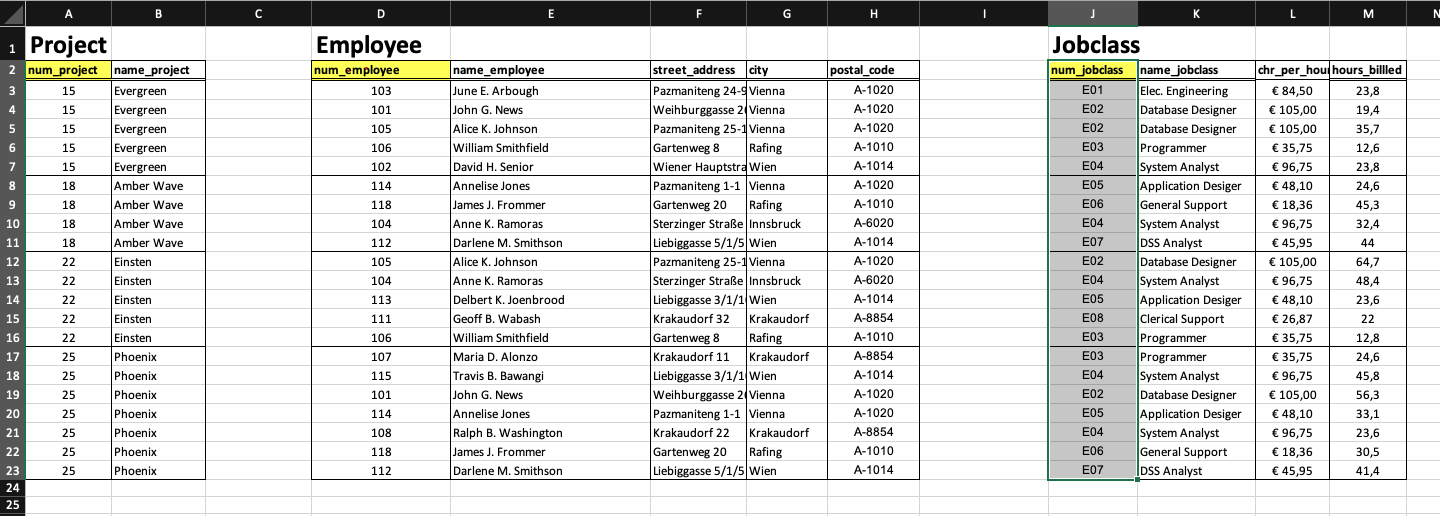 A B C D E F G H I J K L M N
1 Project Employee Jobclass
2 num_project name_project num_employee name_employee street_address city postal_code num_jobclass name_jobclass chr_per_hour hours_billled
3 15 Evergreen 103 June E. Arbough Pazmaniteng 24-9 Vienna A-1020 E01 Elec. Engineering € 84,50 23,8
4 15 Evergreen 101 John G. News Weihburggasse 2 Vienna A-1020 E02 Database Designer € 105,00 19,4
5 15 Evergreen 105 Alice K. Johnson Pazmaniteng 25-1 Vienna A-1020 E02 Database Designer € 105,00 35,7
6 15 Evergreen 106 William Smithfield Gartenweg 8 Rafing A-1010 E03 Programmer € 35,75 12,6
7 15 Evergreen 102 David H. Senior Wiener Hauptstra Wien A-1014 E04 System Analyst € 96,75 23,8
8 18 Amber Wave 114 Annelise Jones Pazmaniteng 1-1 Vienna A-1020 E05 Application Desiger € 48,10 24,6
9 18 Amber Wave 118 James J. Frommer Gartenweg 20 Rafing A-1010 E06 General Support € 18,36 45,3
10 18 Amber Wave 104 Anne K. Ramoras Sterzinger Straße Innsbruck A-6020 E04 System Analyst € 96,75 32,4
11 18 Amber Wave 112 Darlene M. Smithson Liebiggasse 5/1/5 Wien A-1014 E07 DSS Analyst € 45,95 44
12 22 Einsten 105 Alice K. Johnson Pazmaniteng 25-1 Vienna A-1020 E02 Database Designer € 105,00 64,7
13 22 Einsten 104 Anne K. Ramoras Sterzinger Straße Innsbruck A-6020 E04 System Analyst € 96,75 48,4
14 22 Einsten 113 Delbert K. Joenbrood Liebiggasse 3/1/1 Wien A-1014 E05 Application Desiger € 48,10 23,6
15 22 Einsten 111 Geoff B. Wabash Krakaudorf 32 Krakaudorf A-8854 E08 Clerical Support € 26,87 22
16 22 Einsten 106 William Smithfield Gartenweg 8 Rafing A-1010 E03 Programmer € 35,75 12,8
17 25 Phoenix 107 Maria D. Alonzo Krakaudorf 11 Krakaudorf A-8854 E03 Programmer € 35,75 24,6
18 25 Phoenix 115 Travis B. Bawangi Liebiggasse 3/1/1 Wien A-1014 E04 System Analyst € 96,75 45,8
19 25 Phoenix 101 John G. News Weihburggasse 2 Vienna A-1020 E02 Database Designer € 105,00 56,3
20 25 Phoenix 114 Annelise Jones Pazmaniteng 1-1 Vienna A-1020 E05 Application Desiger € 48,10 33,1
21 25 Phoenix 108 Ralph B. Washington Krakaudorf 22 Krakaudorf A-8854 E04 System Analyst € 96,75 23,6
22 25 Phoenix 118 James J. Frommer Gartenweg 20 Rafing A-1010 E06 General Support € 18,36 30,5
23 25 Phoenix 112 Darlene M. Smithson Liebiggasse 5/1/5 Wien A-1014 E07 DSS Analyst € 45,95 41,4
24
25